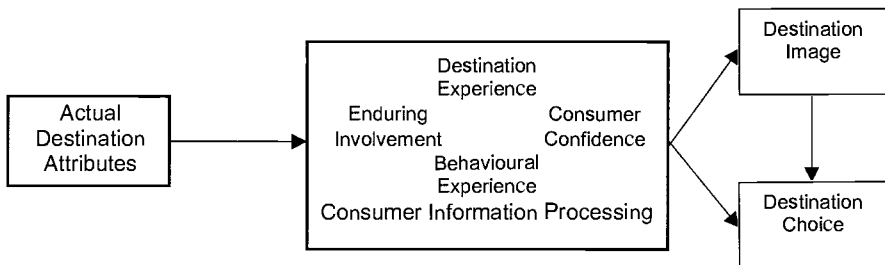 Actual
Destination
Attributes
Destination
Experience
Enduring
Involvement
Consumer
Confidence
Behavioural
Experience
Consumer Information Processing
Destination
Image
Destination
Choice